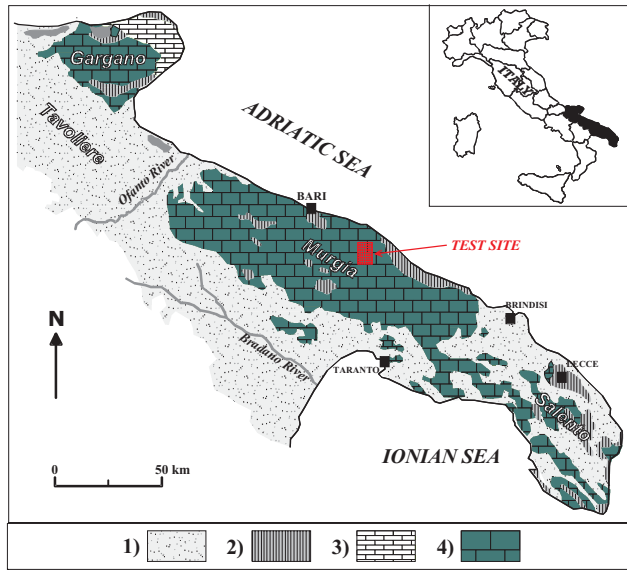 Gargano
Tavoliere
ADRIATIC SEA
ITALY
Ofanto River
BARI
Murgia
TEST SITE
BRINDISI
N
Bradano River
TARANTO
LECCE
Salento
IONIAN SEA
0
50 km
1)
2)
3)
4)